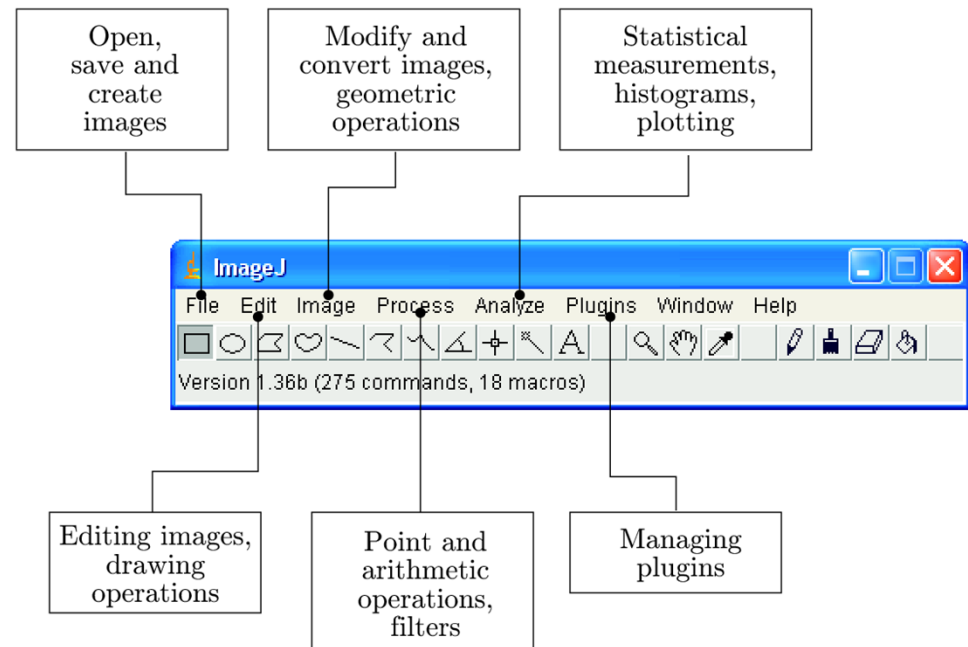 Open,
save and
create
images
Modify and
convert images,
geometric
operations
Statistical
measurements,
histograms,
plotting
ImageJ
File Edit Image Process Analyze Plugins Window Help
A
Version 1.36b (275 commands, 18 macros)
Editing images,
drawing
operations
Point and
arithmetic
operations,
filters
Managing
plugins